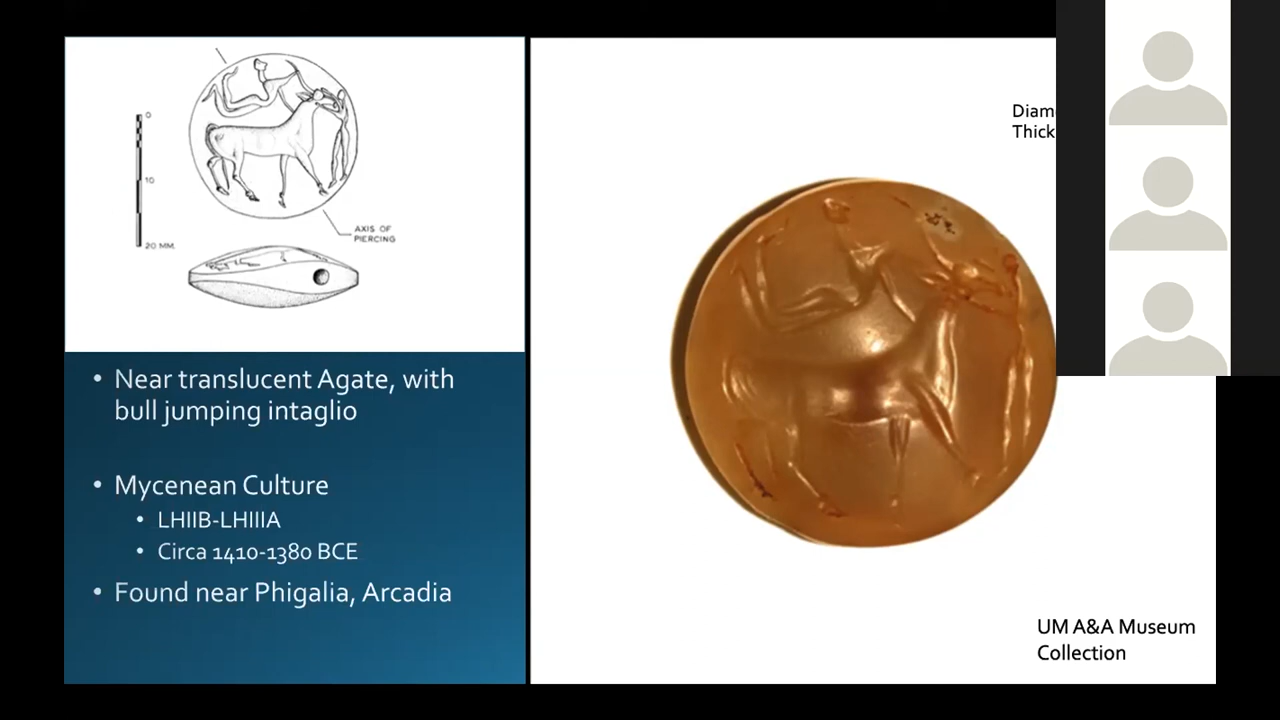 0
10
20 MM.
AXIS OF
PIERCING
• Near translucent Agate, with
bull jumping intaglio
• Mycenean Culture
• LHIIB-LHIIIA
• Circa 1410-1380 BCE
• Found near Phigalia, Arcadia
Diam
Thick
UM A&A Museum
Collection